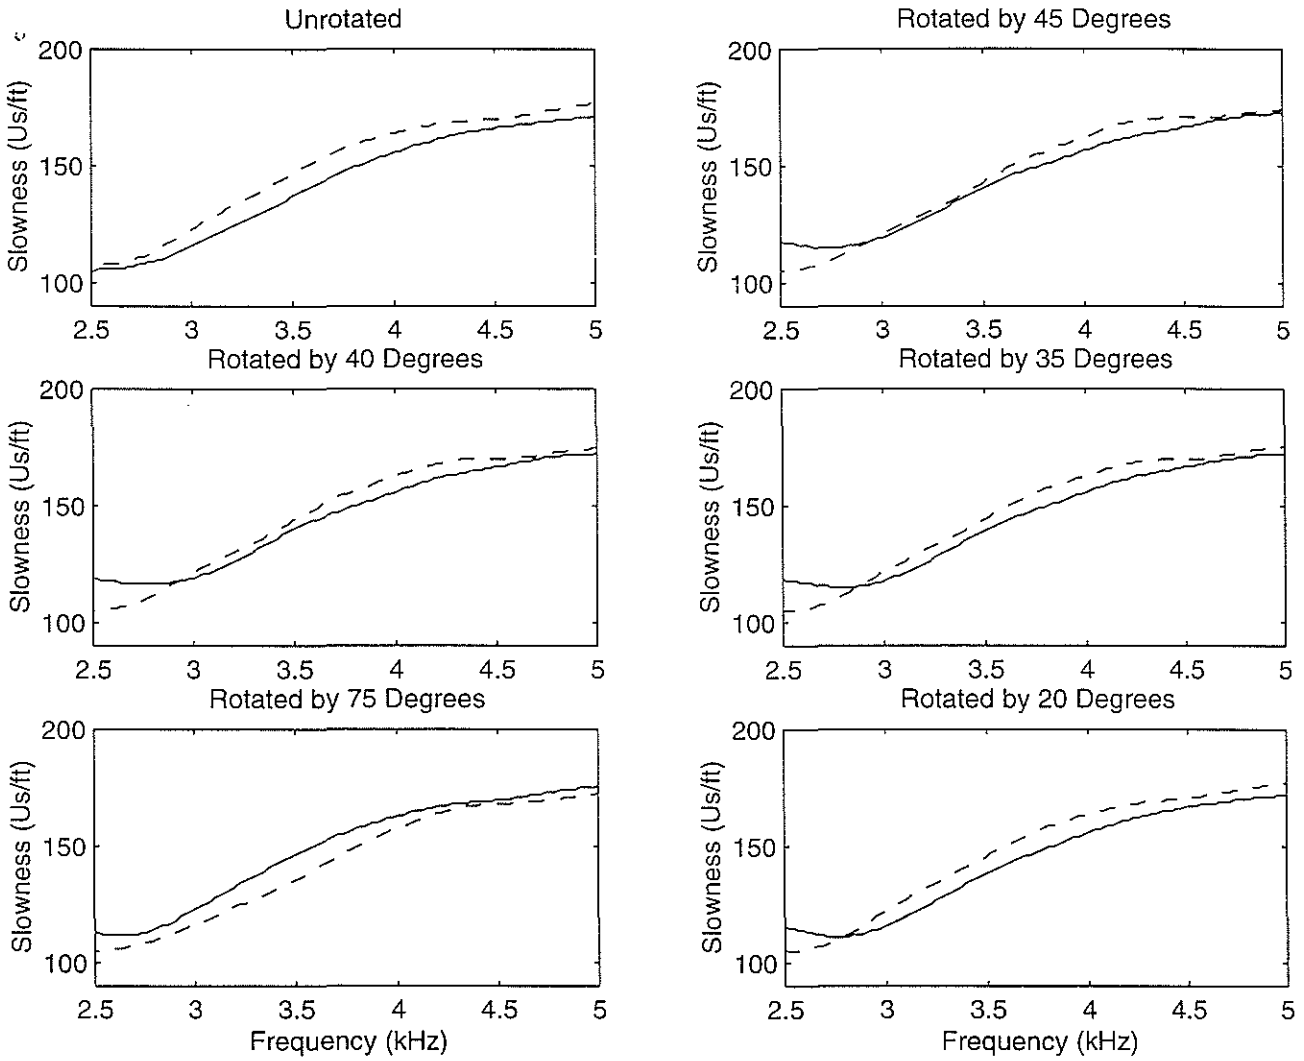 Unrotated
200
150
100
Slowness (Us/ft)
2.5 3 3.5 4 4.5 5
Rotated by 45 Degrees
200
150
100
Slowness (Us/ft)
2.5 3 3.5 4 4.5 5
Rotated by 40 Degrees
200
150
100
Slowness (Us/ft)
2.5 3 3.5 4 4.5 5
Rotated by 35 Degrees
200
150
100
Slowness (Us/ft)
2.5 3 3.5 4 4.5 5
Rotated by 75 Degrees
200
150
100
Slowness (Us/ft)
2.5 3 3.5 4 4.5 5
Frequency (kHz)
Rotated by 20 Degrees
200
150
100
Slowness (Us/ft)
2.5 3 3.5 4 4.5 5
Frequency (kHz)